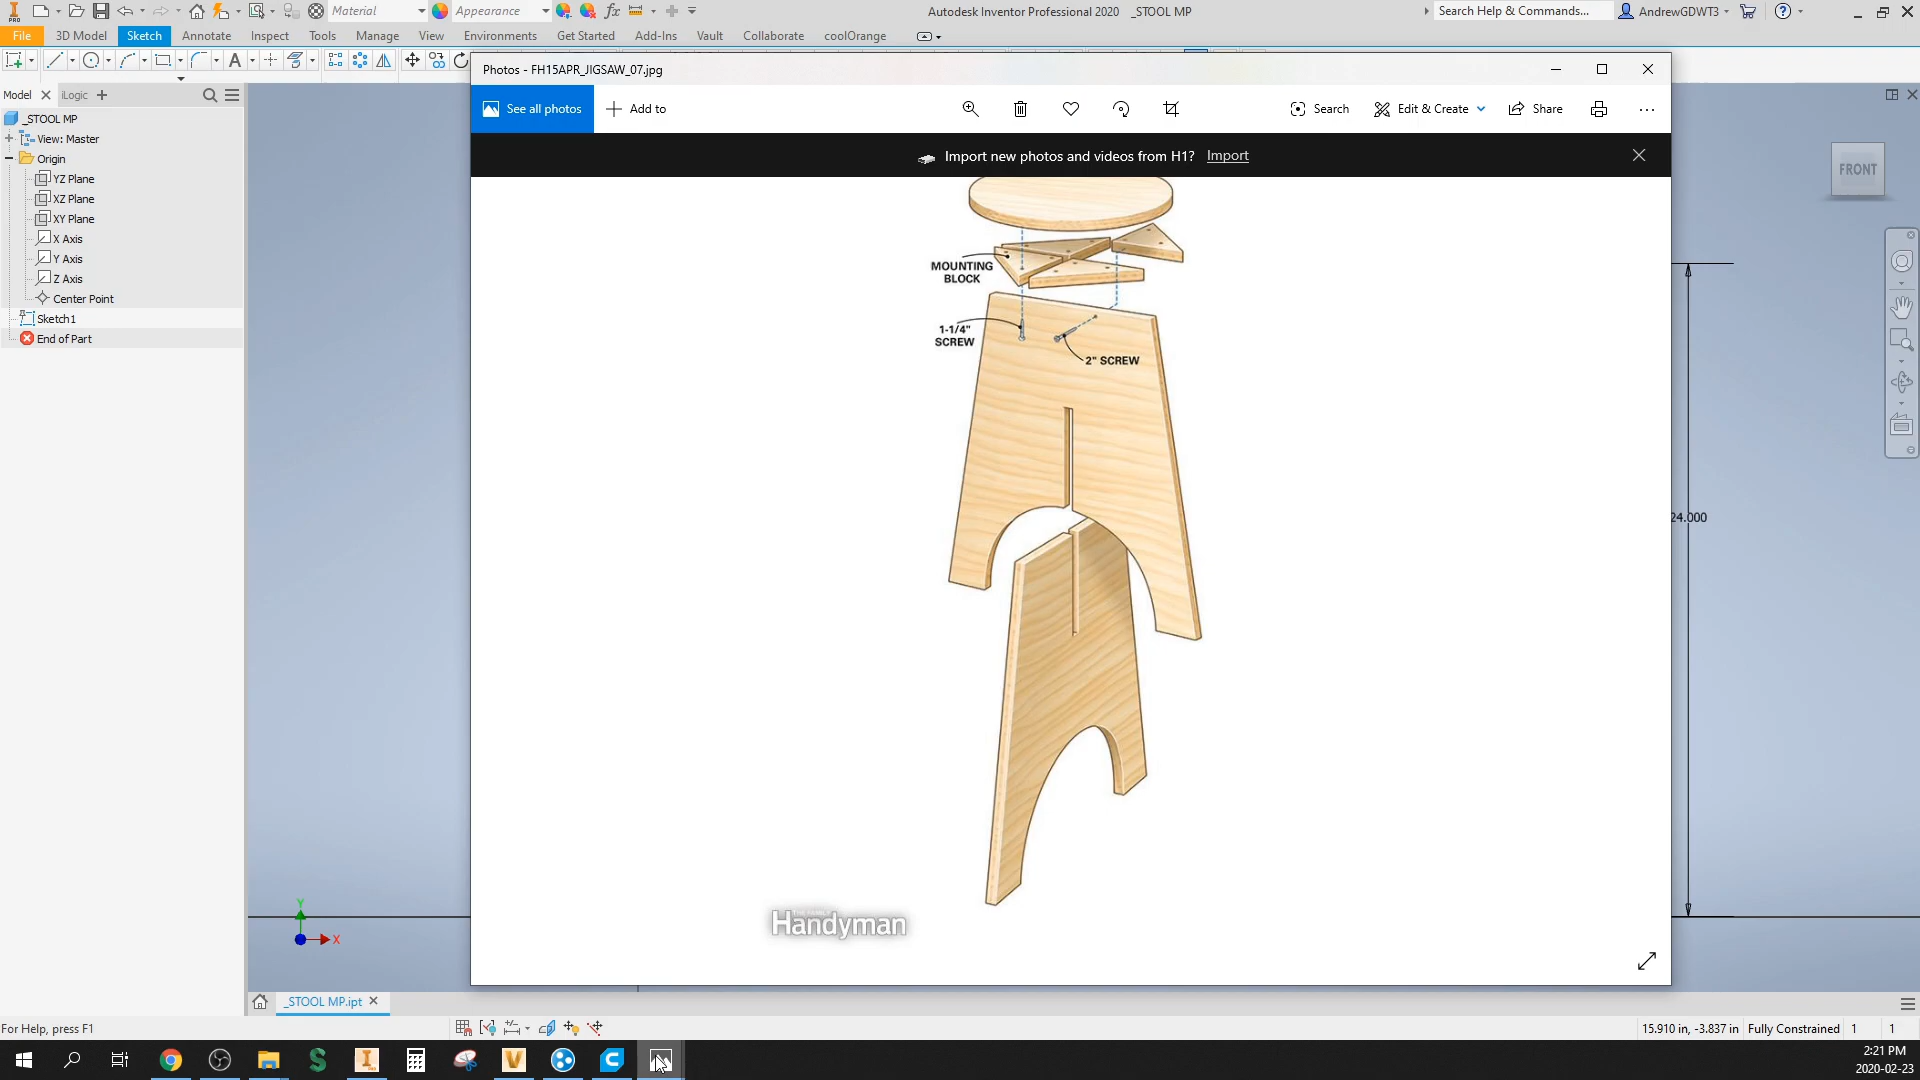 PRO
Material
Appearance
Autodesk Inventor Professional 2020 _STOOL MP
Search Help & Commands...
AndrewGDWT3
File
3D Model
Sketch
Annotate
Inspect
Tools
Manage
View
Environments
Get Started
Add-Ins
Vault
Collaborate
coolOrange
Model
iLogic
_STOOL MP
View: Master
Origin
YZ Plane
XZ Plane
XY Plane
X Axis
Y Axis
Z Axis
Center Point
Sketch1
End of Part
Photos - FH15APR_JIGSAW_07.jpg
See all photos
Add to
Search
Edit & Create
Share
Import new photos and videos from H1? Import
MOUNTING
BLOCK
1-1/4"
SCREW
2" SCREW
Handyman
FRONT
24.000
Y
X
_STOOL MP.ipt
For Help, press F1
15.910 in, -3.837 in
Fully Constrained
1
1
2:21 PM
2020-02-23